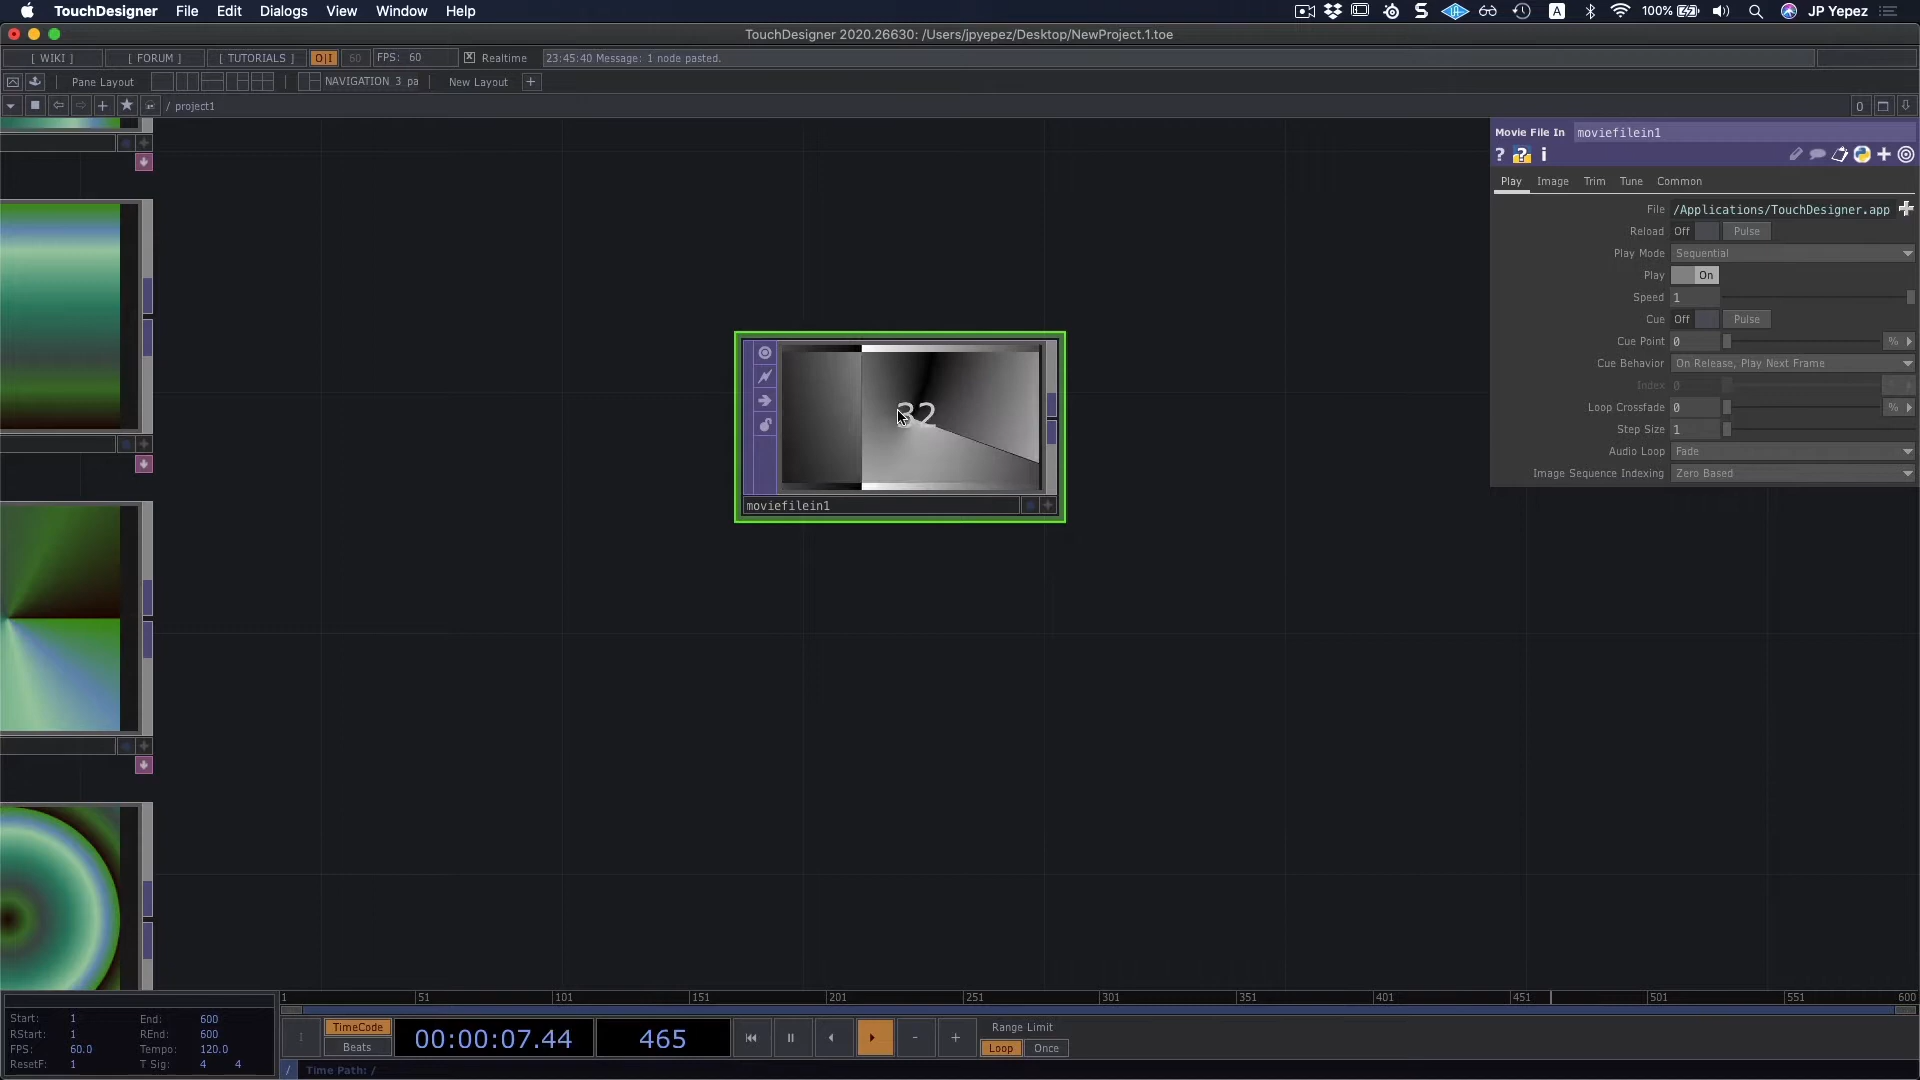 TouchDesigner File Edit Dialogs View Window Help 100% JP Yepez
TouchDesigner 2020.26630: /Users/jpyepez/Desktop/NewProject.1.toe
[ WIKI ] [ FORUM ] [ TUTORIALS ] O|I 60 FPS: 60 Realtime 23:45:40 Message: 1 node pasted.
Pane Layout NAVIGATION 3 pa New Layout +
/ project1 0
Movie File In moviefilein1
? ? i
Play Image Trim Tune Common
File /Applications/TouchDesigner.app
Reload Off Pulse
Play Mode Sequential
Play On
Speed 1
Cue Off Pulse
Cue Point 0 %
Cue Behavior On Release, Play Next Frame
Index 0
Loop Crossfade 0 %
Step Size 1
Audio Loop Fade
Image Sequence Indexing Zero Based
32
moviefilein1
1 51 101 151 201 251 301 351 401 451 501 551 600
Start: 1 End: 600
RStart: 1 REnd: 600
FPS: 60.0 Tempo: 120.0
ResetF: 1 T Sig: 4 4
TimeCode
Beats
00:00:07.44 465
- +
Range Limit
Loop Once
/ Time Path: /